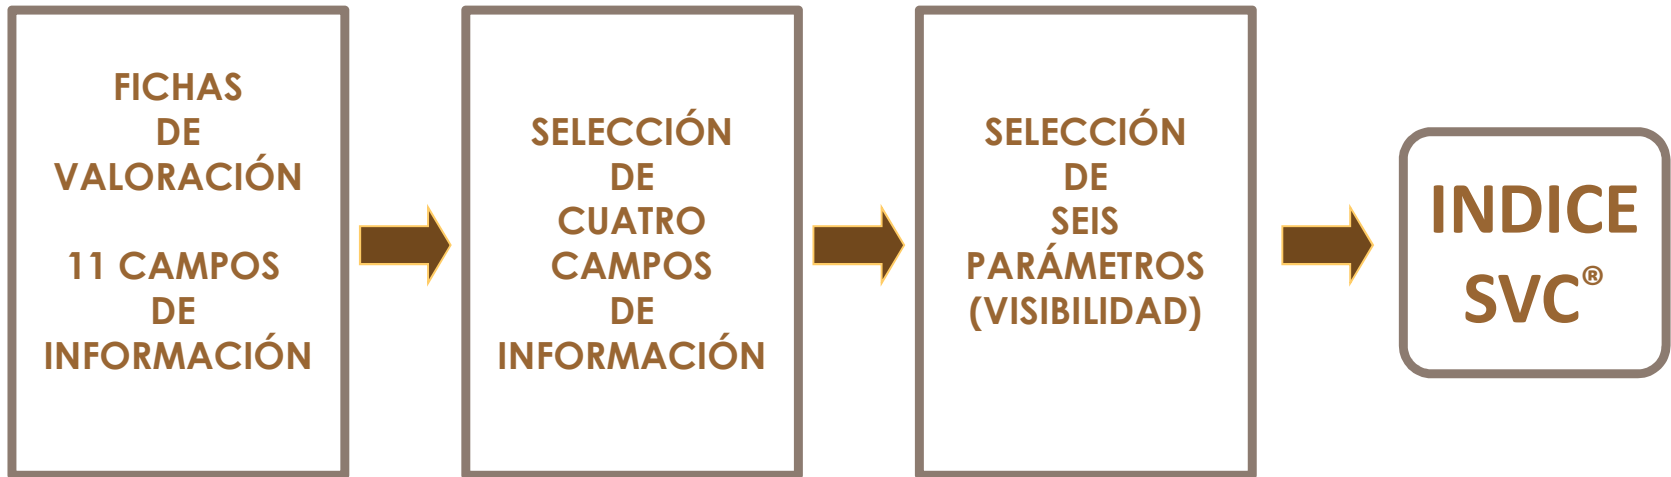 FICHAS
DE
VALORACIÓN
11 CAMPOS
DE
INFORMACIÓN
SELECCIÓN
DE
CUATRO
CAMPOS
DE
INFORMACIÓN
SELECCIÓN
DE
SEIS
PARÁMETROS
(VISIBILIDAD)
INDICE
SVC®